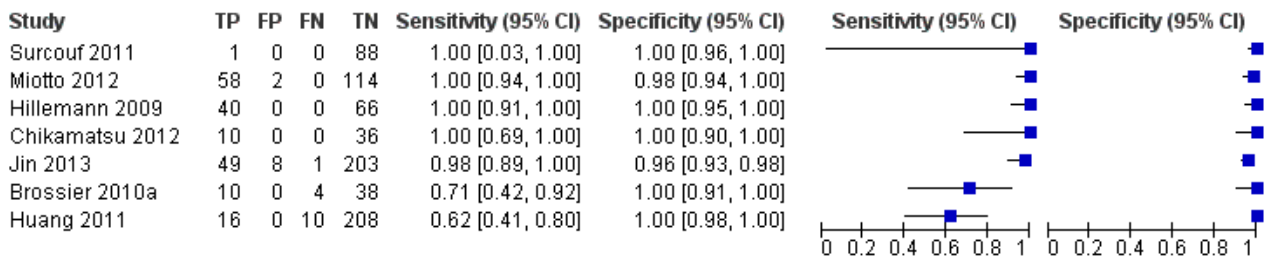 Study TP FP FN TN Sensitivity (95% CI) Specificity (95% CI) Sensitivity (95% CI) Specificity (95% CI)
Surcouf 2011 1 0 0 88 1.00 [0.03, 1.00] 1.00 [0.96, 1.00]
Miotto 2012 58 2 0 114 1.00 [0.94, 1.00] 0.98 [0.94, 1.00]
Hillemann 2009 40 0 0 66 1.00 [0.91, 1.00] 1.00 [0.95, 1.00]
Chikamatsu 2012 10 0 0 36 1.00 [0.69, 1.00] 1.00 [0.90, 1.00]
Jin 2013 49 8 1 203 0.98 [0.89, 1.00] 0.96 [0.93, 0.98]
Brossier 2010a 10 0 4 38 0.71 [0.42, 0.92] 1.00 [0.91, 1.00]
Huang 2011 16 0 10 208 0.62 [0.41, 0.80] 1.00 [0.98, 1.00]
0 0.2 0.4 0.6 0.8 1 0 0.2 0.4 0.6 0.8 1